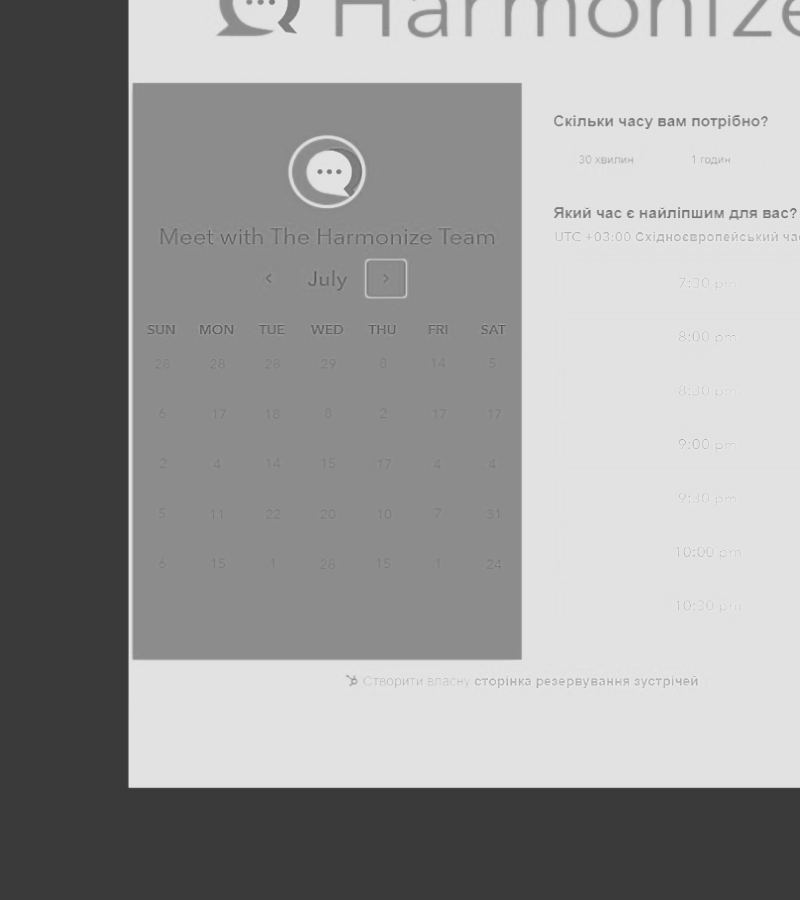 Harmonize
Meet with The Harmonize Team
July
SUN MON TUE WED THU FRI SAT
28 28 28 29 8 14 5
6 17 18 8 2 17 17
2 4 14 15 17 4 4
5 11 22 20 10 7 31
6 15 1 28 15 1 24
Скільки часу вам потрібно?
30 хвилин 1 годин
Який час є найліпшим для вас?
UTC +03:00 Східноєвропейський
7:30 pm
8:00 pm
8:30 pm
9:00 pm
9:30 pm
10:00 pm
10:30 pm
Створити власну сторінка резервування зустрічей